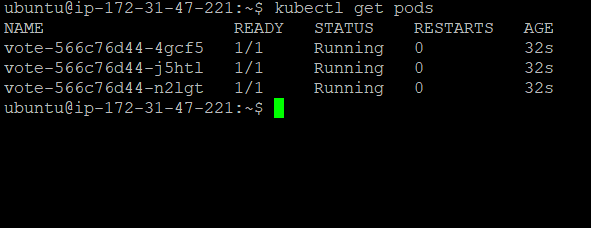 ubuntu@ip-172-31-47-221:~$ kubectl get pods
NAME                   READY   STATUS    RESTARTS   AGE
vote-566c76d44-4gcf5   1/1     Running   0          32s
vote-566c76d44-j5htl   1/1     Running   0          32s
vote-566c76d44-n2lgt   1/1     Running   0          32s
ubuntu@ip-172-31-47-221:~$